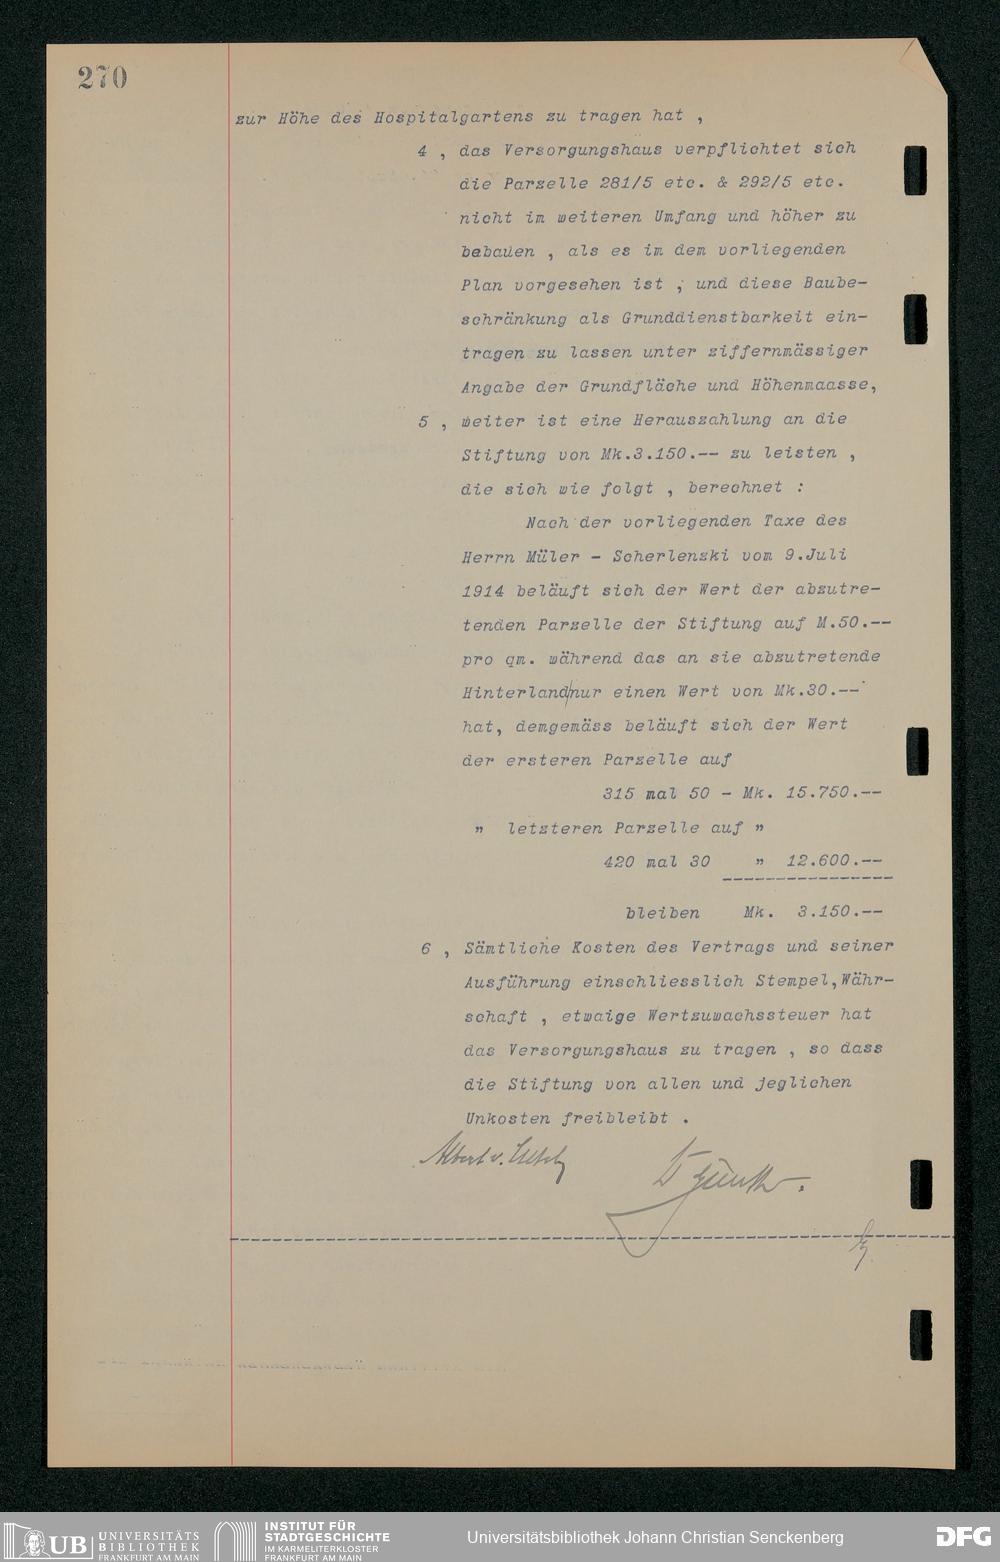 270
zur Höhe des Hospitalgartens zu tragen hat ,
4 , das Versorgungshaus verpflichtet sich
die Parzelle 281/5 etc. & 292/5 etc.
nicht im weiteren Umfang und höher zu
bebauen , als es im dem vorliegenden
Plan vorgesehen ist , und diese Baube-
schränkung als Grunddienstbarkeit ein-
tragen zu lassen unter ziffernmässiger
Angabe der Grundfläche und Höhenmaasse,
5 , weiter ist eine Herauszahlung an die
Stiftung von Mk.3.150.-- zu leisten ,
die sich wie folgt , berechnet :
Nach der vorliegenden Taxe des
Herrn Müler - Scherlenzki vom 9.Juli
1914 beläuft sich der Wert der abzutre-
tenden Parzelle der Stiftung auf M.50.--
pro qm. während das an sie abzutretende
Hinterland/nur einen Wert von Mk.30.--
hat, demgemäss beläuft sich der Wert
der ersteren Parzelle auf
315 mal 50 - Mk. 15.750.--
" letzteren Parzelle auf "
420 mal 30 " 12.600.--
bleiben Mk. 3.150.--
6 , Sämtliche Kosten des Vertrags und seiner
Ausführung einschliesslich Stempel,Währ-
schaft , etwaige Wertzuwachssteuer hat
das Versorgungshaus zu tragen , so dass
die Stiftung von allen und jeglichen
Unkosten freibleibt .
Albert v.
UB UNIVERSITÄTS
BIBLIOTHEK
FRANKFURT AM MAIN
INSTITUT FÜR
STADTGESCHICHTE
IM KARMELITERKLOSTER
FRANKFURT AM MAIN
Universitätsbibliothek Johann Christian Senckenberg
DFG